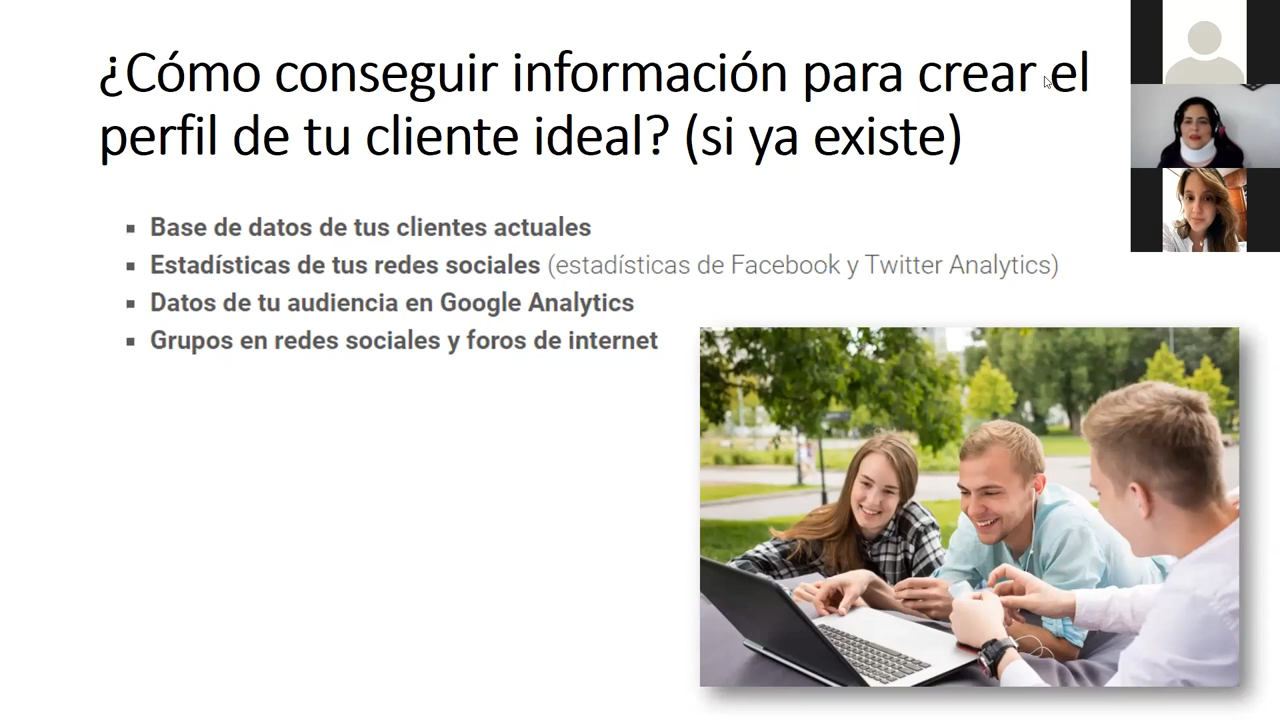 ¿Cómo conseguir información para crear el
perfil de tu cliente ideal? (si ya existe)
Base de datos de tus clientes actuales
Estadísticas de tus redes sociales (estadísticas de Facebook y Twitter Analytics)
Datos de tu audiencia en Google Analytics
Grupos en redes sociales y foros de internet